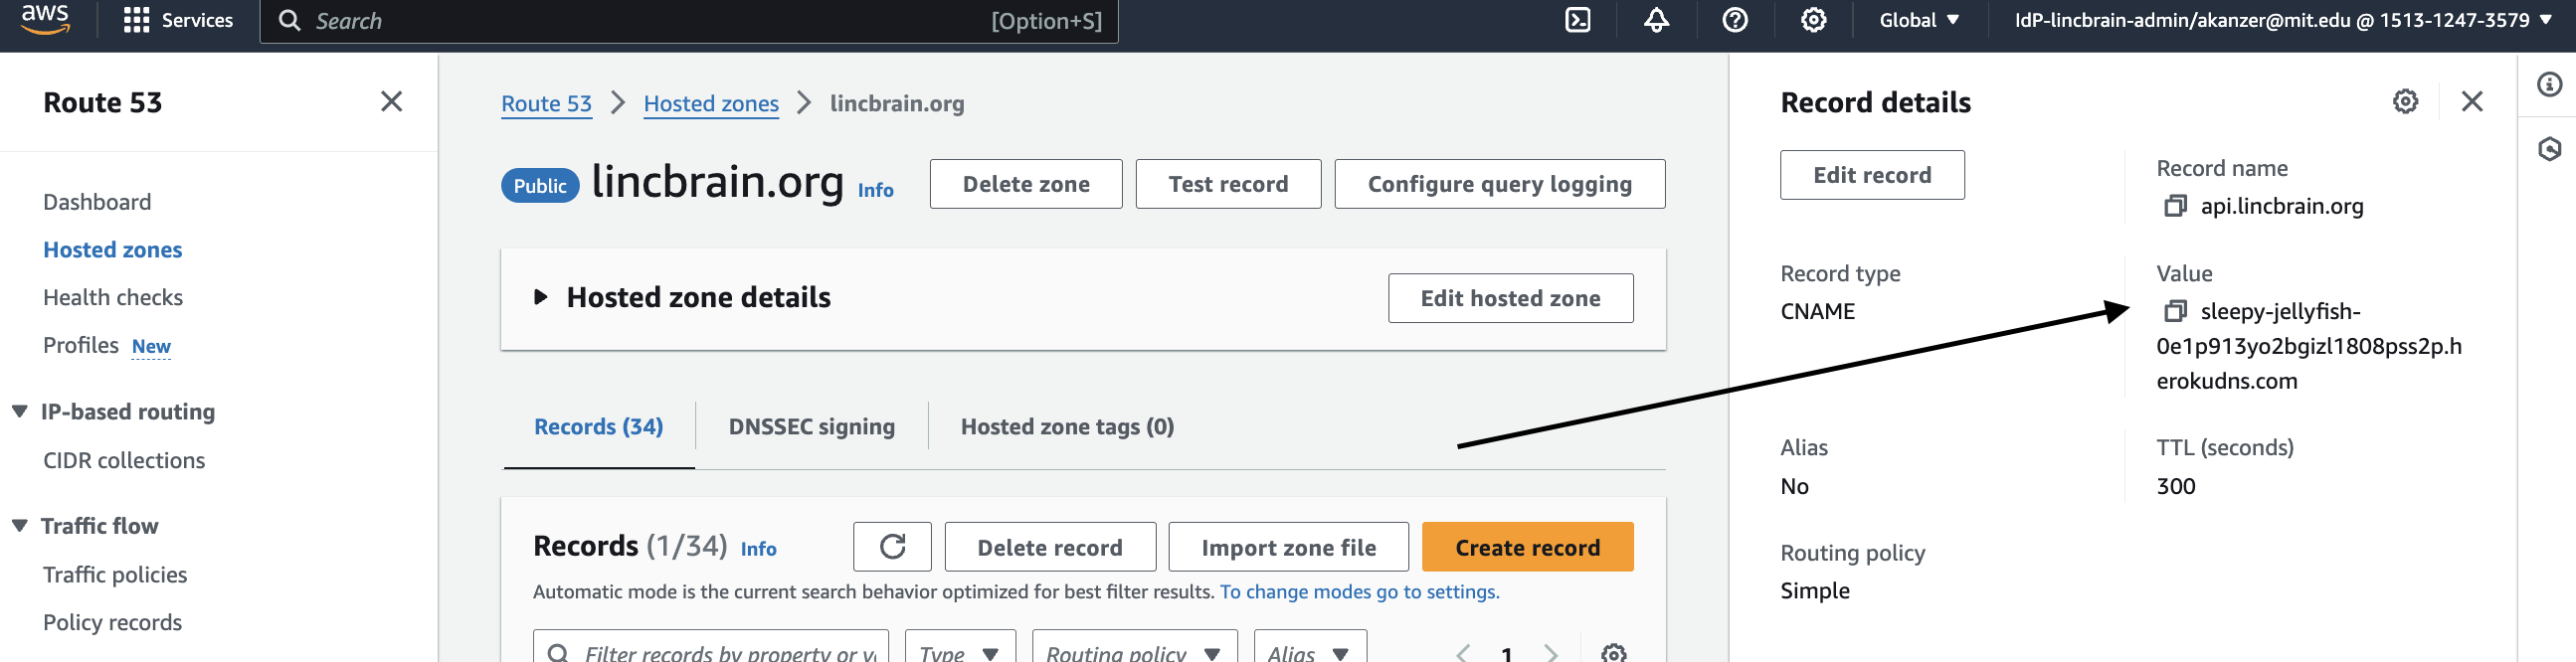 aws
Services
Search
[Option+S]
Global
IdP-lincbrain-admin/akanzer@mit.edu @ 1513-1247-3579
Route 53
Dashboard
Hosted zones
Health checks
Profiles New
IP-based routing
CIDR collections
Traffic flow
Traffic policies
Policy records
Route 53 > Hosted zones > lincbrain.org
Public lincbrain.org Info
Delete zone
Test record
Configure query logging
Hosted zone details
Edit hosted zone
Records (34)
DNSSEC signing
Hosted zone tags (0)
Records (1/34) Info
Delete record
Import zone file
Create record
Automatic mode is the current search behavior optimized for best filter results. To change modes go to settings.
Filter records by property or v
Type
Routing policy
Alias
1
Record details
Edit record
Record name
api.lincbrain.org
Record type
CNAME
Value
sleepy-jellyfish-
0e1p913yo2bgizl1808pss2p.h
erokudns.com
Alias
No
TTL (seconds)
300
Routing policy
Simple